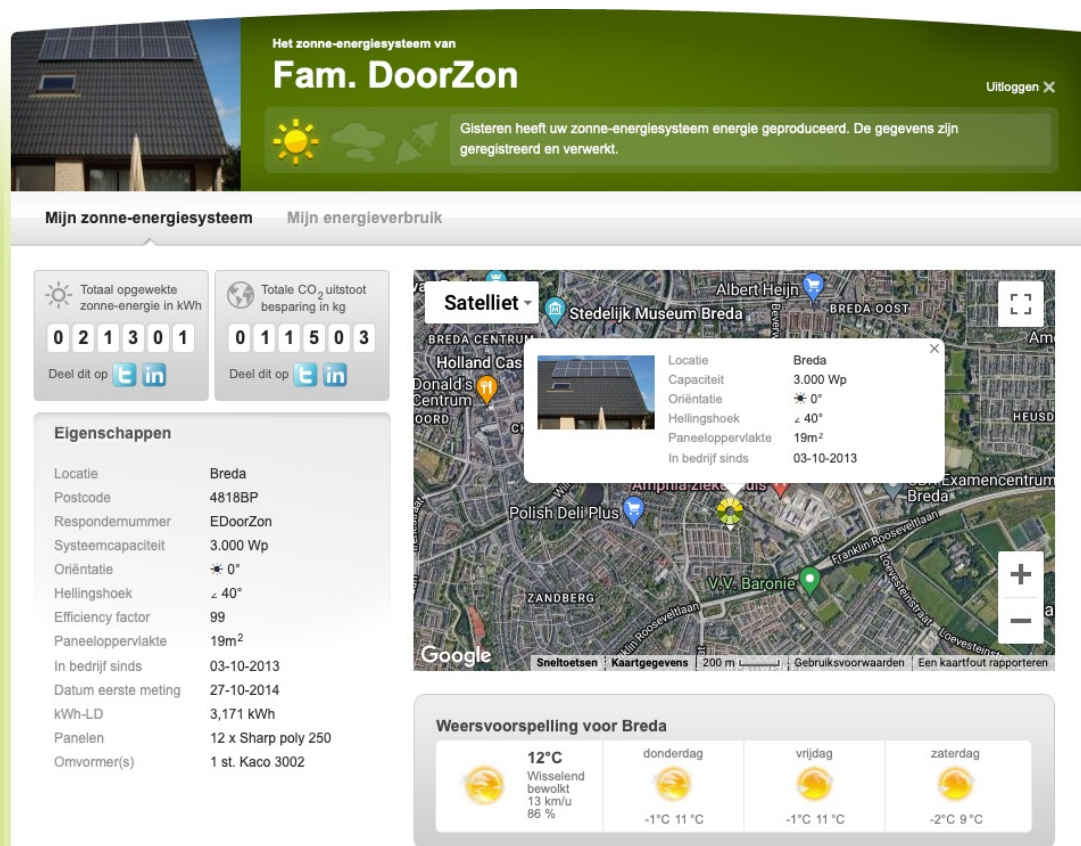 Het zonne-energiesysteem van
Fam. DoorZon
Uitloggen
Gisteren heeft uw zonne-energiesysteem energie geproduceerd. De gegevens zijn
geregistreerd en verwerkt.
Mijn zonne-energiesysteem
Mijn energieverbruik
Totaal opgewekte
zonne-energie in kWh
0 2 1 3 0 1
Deel dit op
Totale CO2 uitstoot
besparing in kg
0 1 1 5 0 3
Deel dit op
Eigenschappen
Locatie Breda
Postcode 4818BP
Respondernummer EDoorZon
Systeemcapaciteit 3.000 Wp
Oriëntatie 0°
Hellingshoek ∠ 40°
Efficiency factor 99
Paneeloppervlakte 19m²
In bedrijf sinds 03-10-2013
Datum eerste meting 27-10-2014
kWh-LD 3,171 kWh
Panelen 12 x Sharp poly 250
Omvormer(s) 1 st. Kaco 3002
Satelliet
Albert Heijn
Stedelijk Museum Breda
BREDA OOST
BREDA CENTRUM
Holland Cas
Donald's
Centrum
HEUSD
Locatie Breda
Capaciteit 3.000 Wp
Oriëntatie 0°
Hellingshoek ∠ 40°
Paneeloppervlakte 19m²
In bedrijf sinds 03-10-2013
Examencentrum
Breda
Polish Deli Plus
Franklin Rooseveltlaan
V.V. Baronie
ZANDBERG
Loevesteinstraat
Google
Sneltoetsen
Kaartgegevens
200 m
Gebruiksvoorwaarden
Een kaartfout rapporteren
Weersvoorspelling voor Breda
12°C
Wisselend
bewolkt
13 km/u
86 %
donderdag
-1°C 11 °C
vrijdag
-1°C 11 °C
zaterdag
-2°C 9 °C